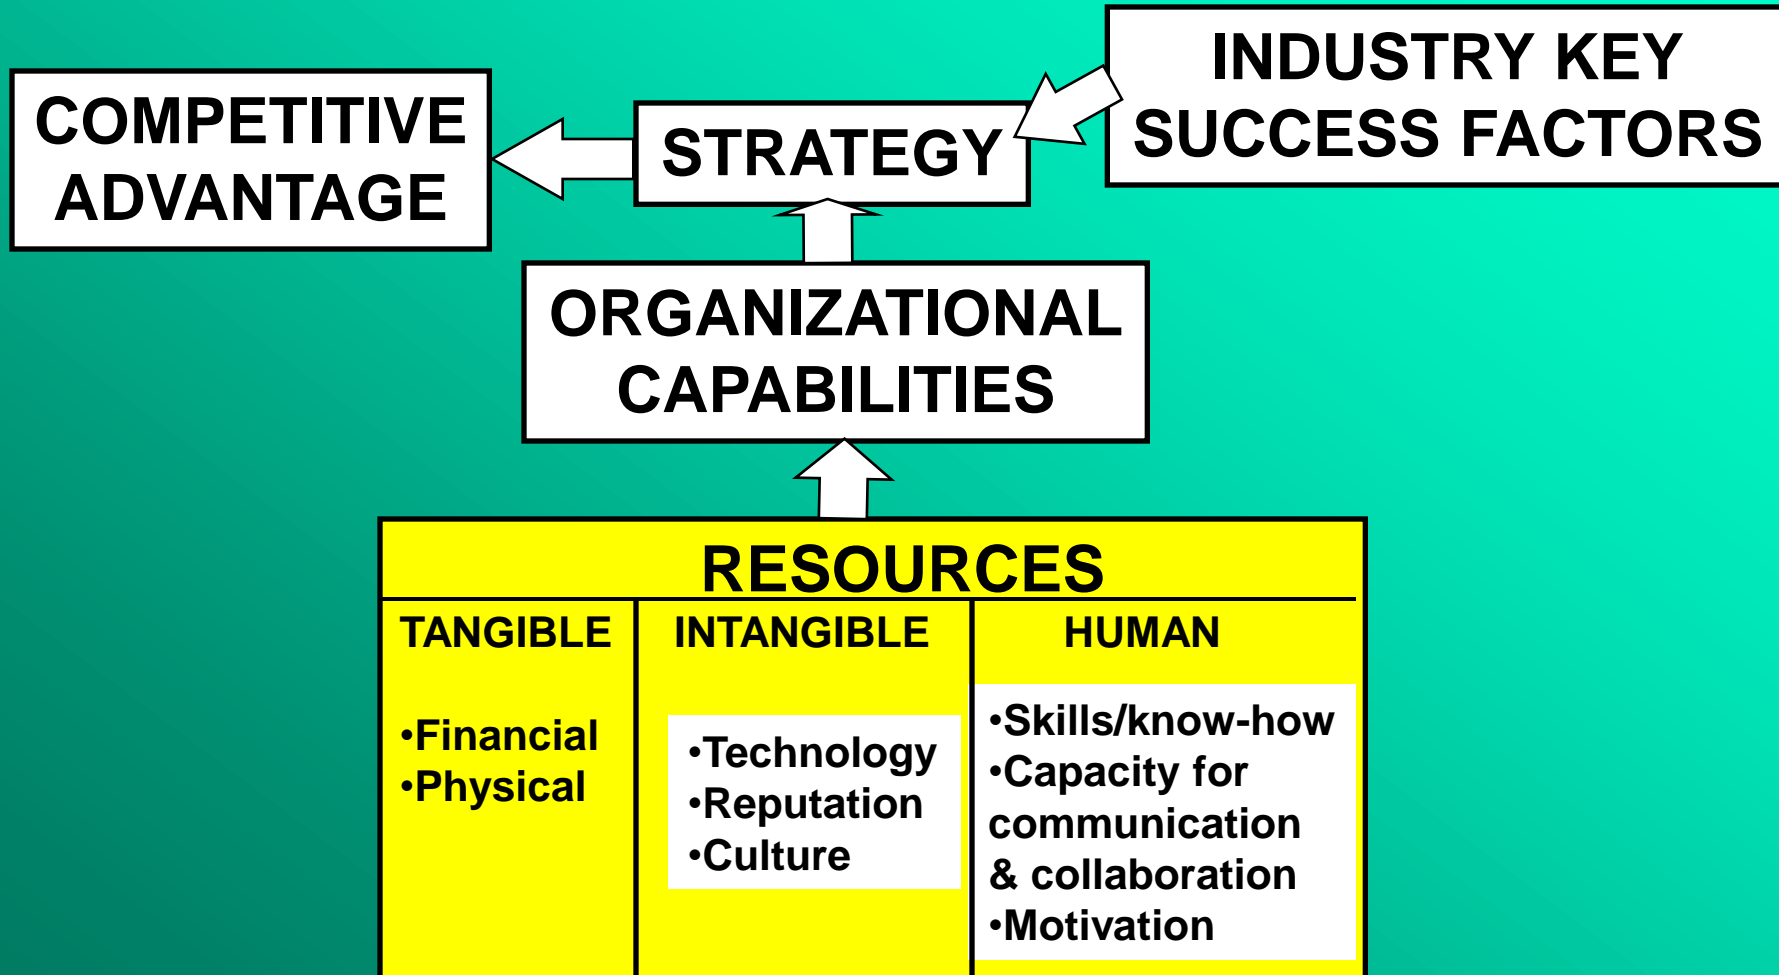 INDUSTRY KEY
SUCCESS FACTORS
COMPETITIVE
ADVANTAGE
STRATEGY
ORGANIZATIONAL
CAPABILITIES
RESOURCES
TANGIBLE
•Financial
•Physical
INTANGIBLE
•Technology
•Reputation
•Culture
HUMAN
•Skills/know-how
•Capacity for
communication
& collaboration
•Motivation